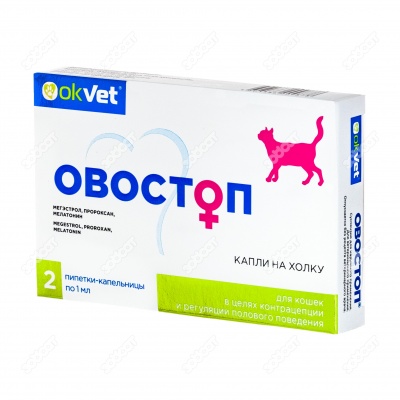 okvet®
ОВОСТОП
МЕГЭСТРОЛ, ПРОРОКСАН,
МЕЛАТОНИН
MEGESTROL, PROROXAN,
MELATONIN
КАПЛИ НА ХОЛКУ
2 пипетки-капельницы
по 1 мл
для кошек
в целях контрацепции
и регуляции полового поведения
ОВОСТОП